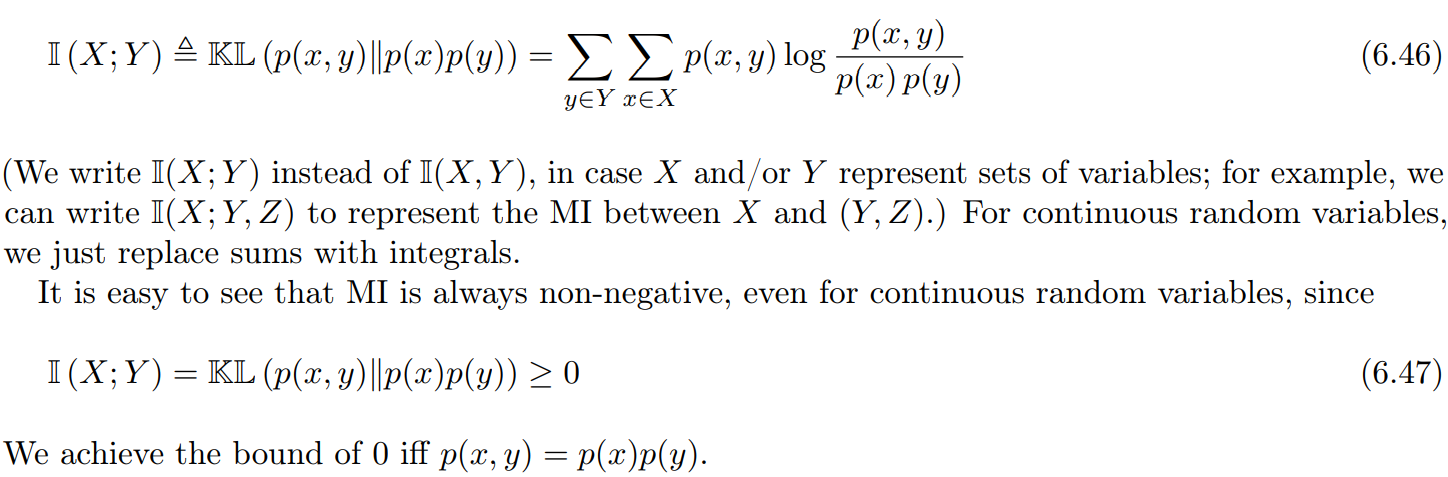 𝕀 (X; Y) ≜ 𝕂𝕃 (p(x, y)‖p(x)p(y)) = ∑_{y∈Y} ∑_{x∈X} p(x, y) log p(x, y) / p(x) p(y) (6.46)
(We write 𝕀(X; Y) instead of 𝕀(X, Y), in case X and/or Y represent sets of variables; for example, we
can write 𝕀(X; Y, Z) to represent the MI between X and (Y, Z).) For continuous random variables,
we just replace sums with integrals.
It is easy to see that MI is always non-negative, even for continuous random variables, since
𝕀 (X; Y) = 𝕂𝕃 (p(x, y)‖p(x)p(y)) ≥ 0 (6.47)
We achieve the bound of 0 iff p(x, y) = p(x)p(y).